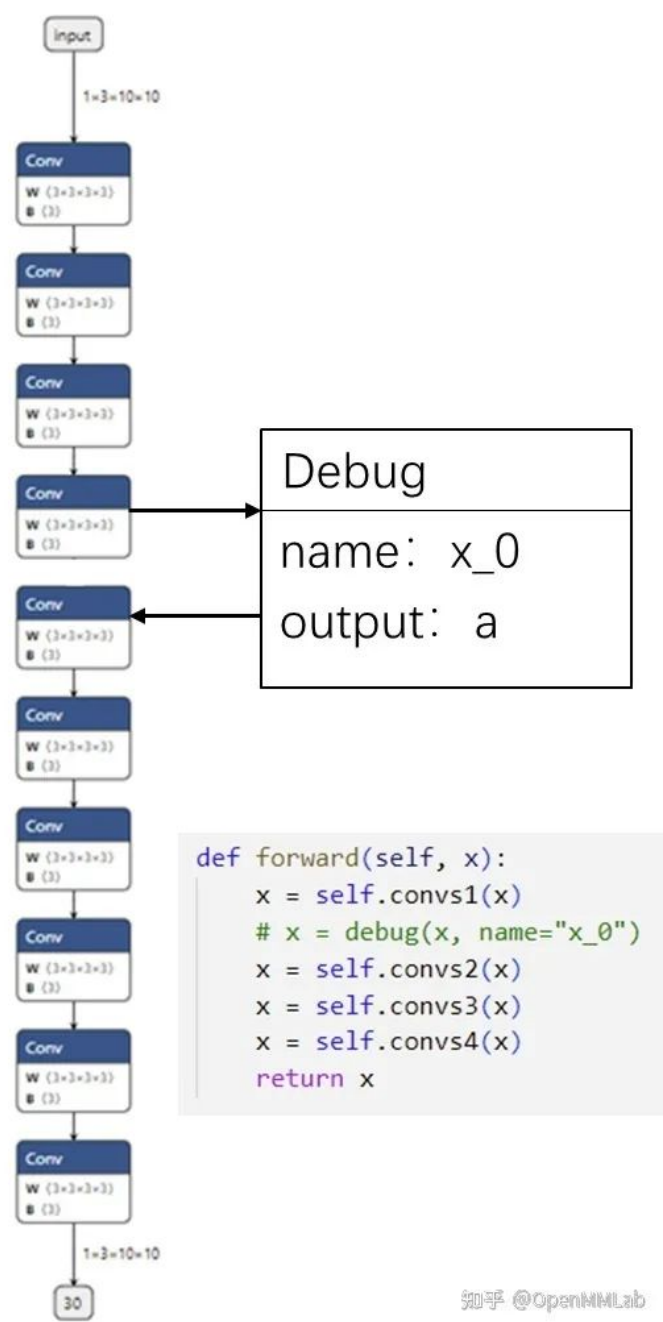 input
1×3×10×10
Conv
W ⟨3×3×3×3⟩
B ⟨3⟩
Conv
W ⟨3×3×3×3⟩
B ⟨3⟩
Conv
W ⟨3×3×3×3⟩
B ⟨3⟩
Conv
W ⟨3×3×3×3⟩
B ⟨3⟩
Debug
name： x_0
output： a
Conv
W ⟨3×3×3×3⟩
B ⟨3⟩
Conv
W ⟨3×3×3×3⟩
B ⟨3⟩
Conv
W ⟨3×3×3×3⟩
B ⟨3⟩
Conv
W ⟨3×3×3×3⟩
B ⟨3⟩
Conv
W ⟨3×3×3×3⟩
B ⟨3⟩
Conv
W ⟨3×3×3×3⟩
B ⟨3⟩
1×3×10×10
30
def forward(self, x):
x = self.convs1(x)
# x = debug(x, name="x_0")
x = self.convs2(x)
x = self.convs3(x)
x = self.convs4(x)
return x
知乎 @OpenMMLab